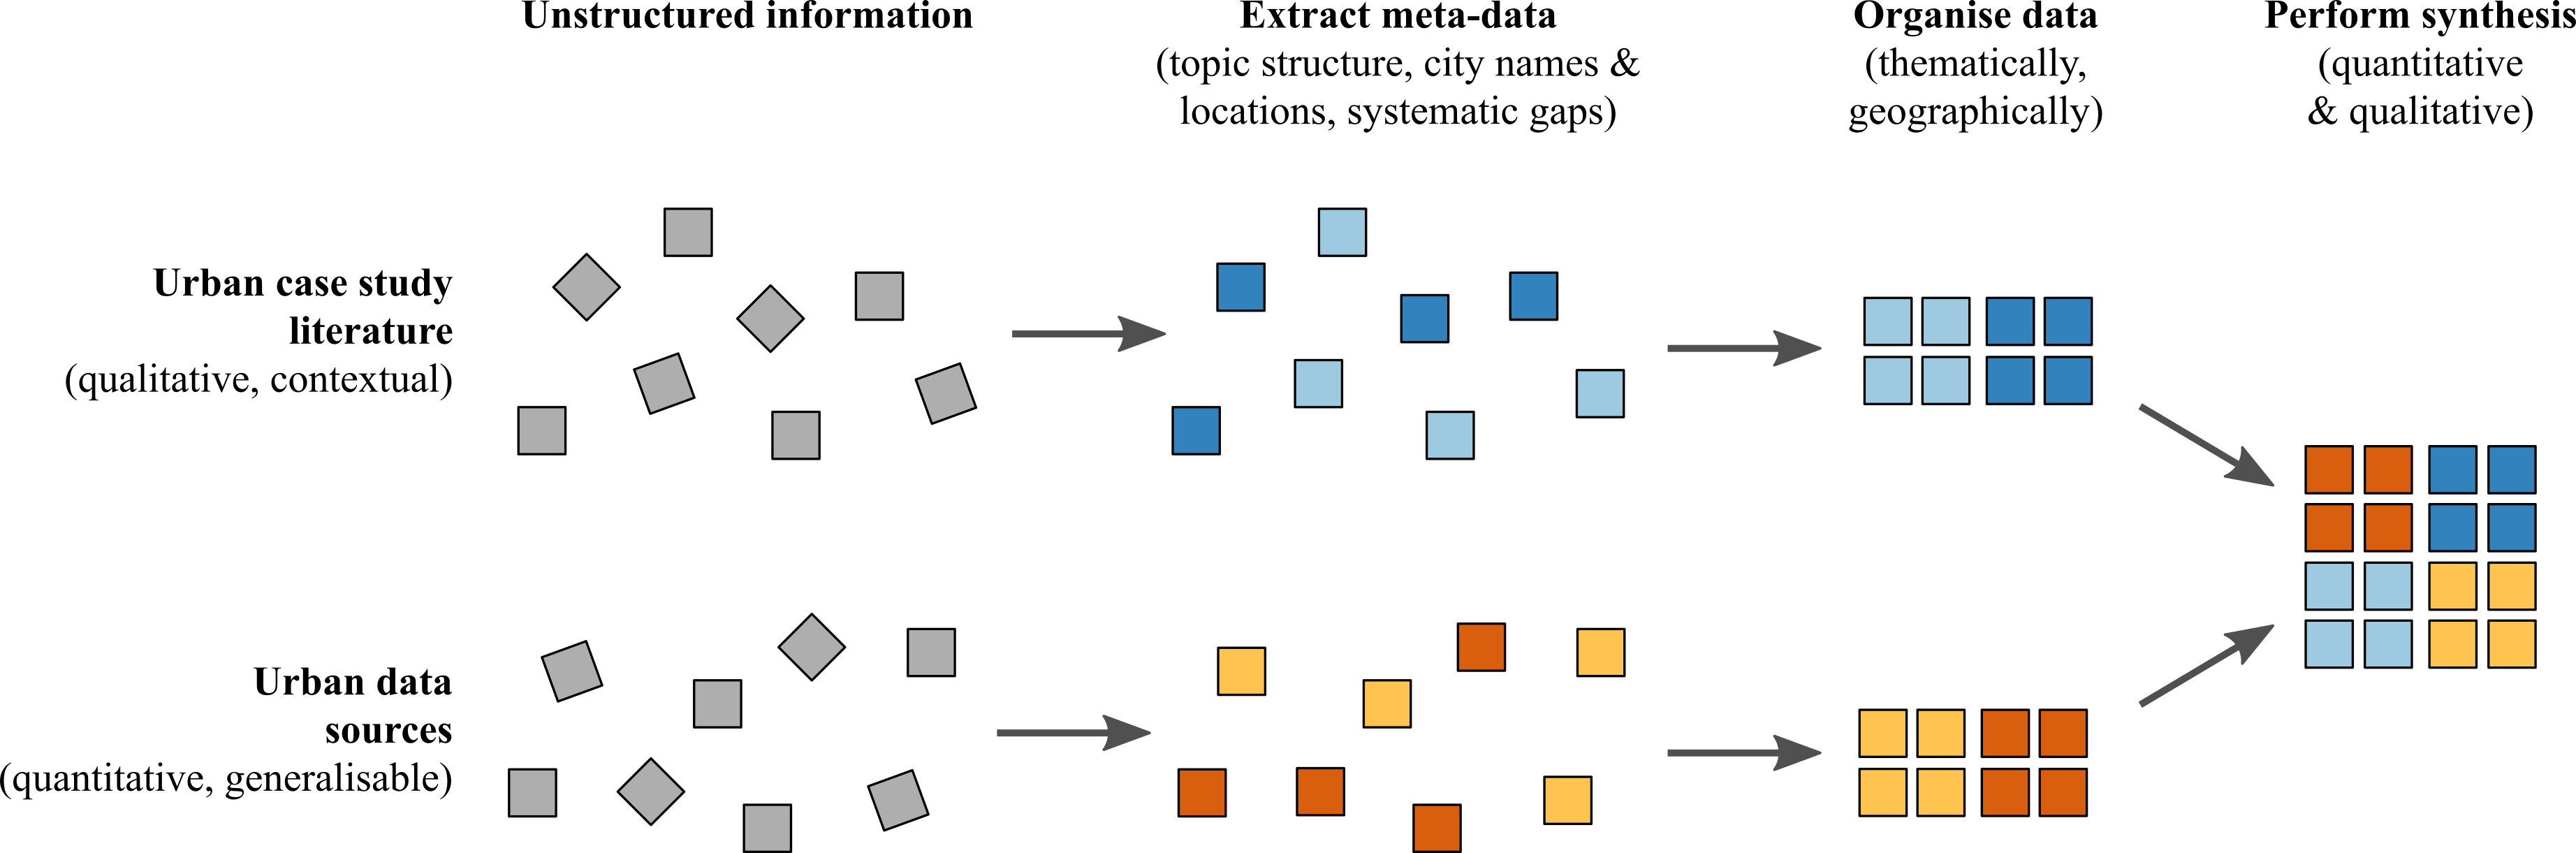 Unstructured information
Extract meta-data
(topic structure, city names &
locations, systematic gaps)
Organise data
(thematically,
geographically)
Perform synthesis
(quantitative
& qualitative)
Urban case study
literature
(qualitative, contextual)
Urban data
sources
(quantitative, generalisable)